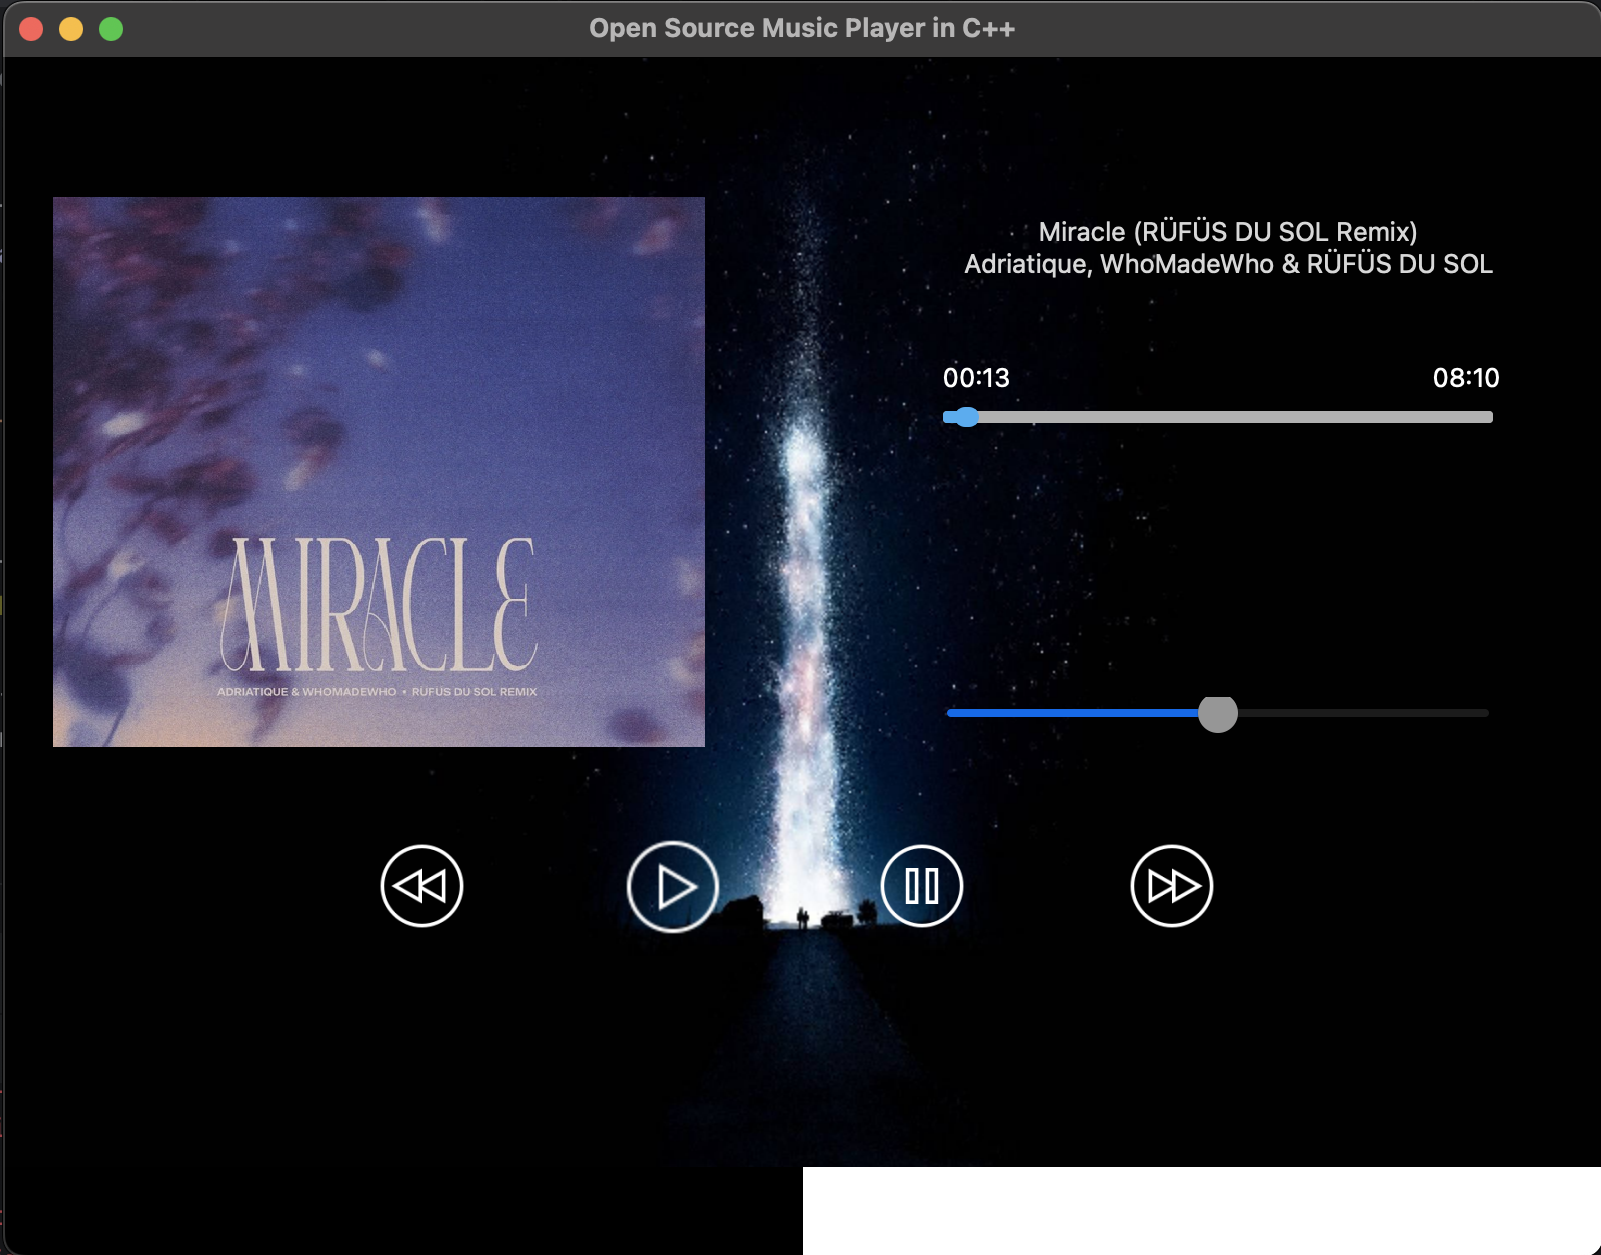 Open Source Music Player in C++
Miracle (RÜFÜS DU SOL Remix)
Adriatique, WhoMadeWho & RÜFÜS DU SOL
00:13 08:10
MIRACLE
ADRIATIQUE & WHOMADEWHO • RÜFÜS DU SOL REMIX